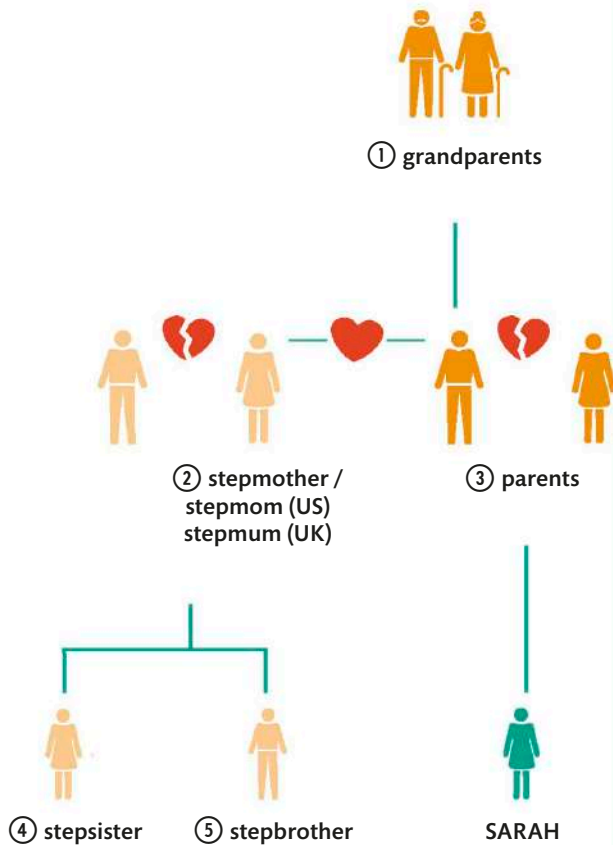 ① grandparents
② stepmother /
stepmom (US)
stepmum (UK)
③ parents
④ stepsister
⑤ stepbrother
SARAH